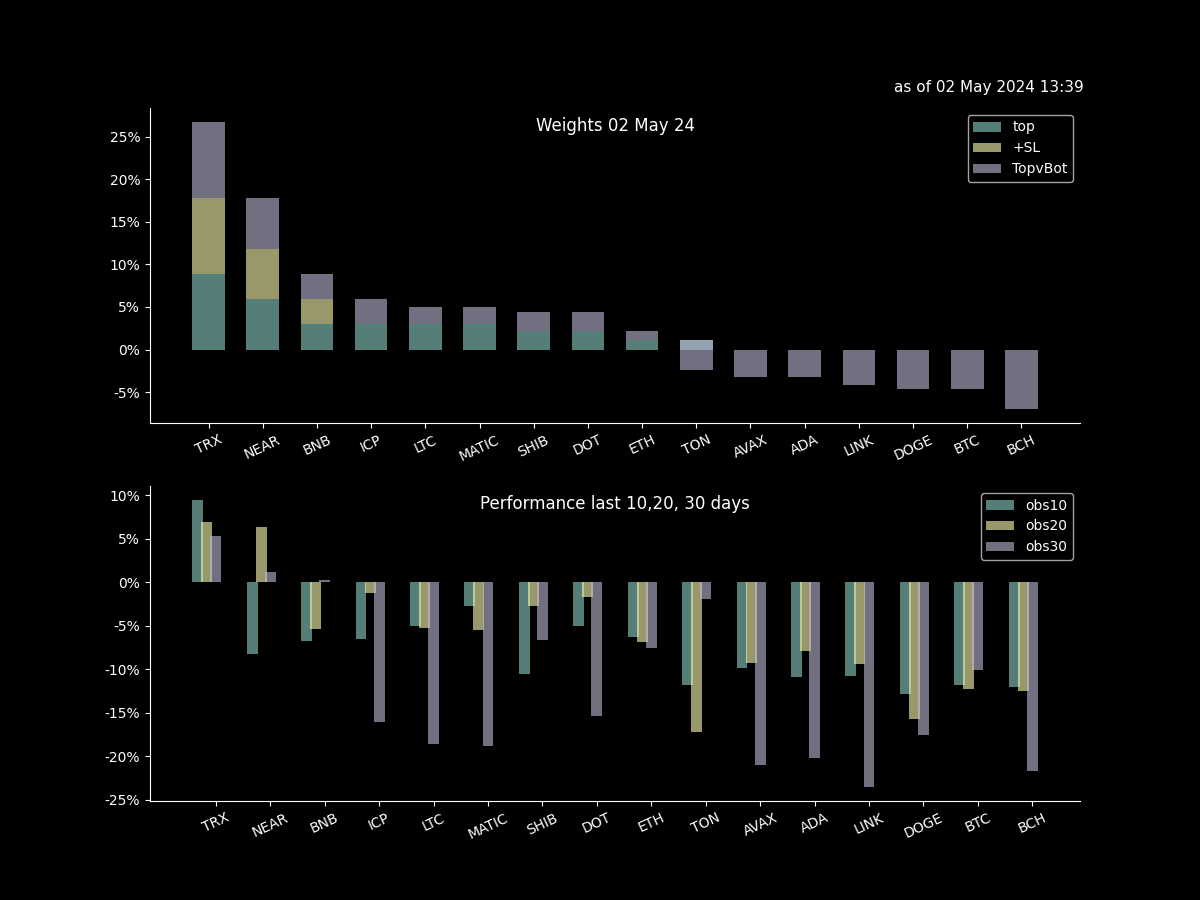 as of 02 May 2024 13:39
Weights 02 May 24
top
+SL
TopvBot
25%
20%
15%
10%
5%
0%
-5%
TRX NEAR BNB ICP LTC MATIC SHIB DOT ETH TON AVAX ADA LINK DOGE BTC BCH
Performance last 10,20, 30 days
obs10
obs20
obs30
10%
5%
0%
-5%
-10%
-15%
-20%
-25%
TRX NEAR BNB ICP LTC MATIC SHIB DOT ETH TON AVAX ADA LINK DOGE BTC BCH